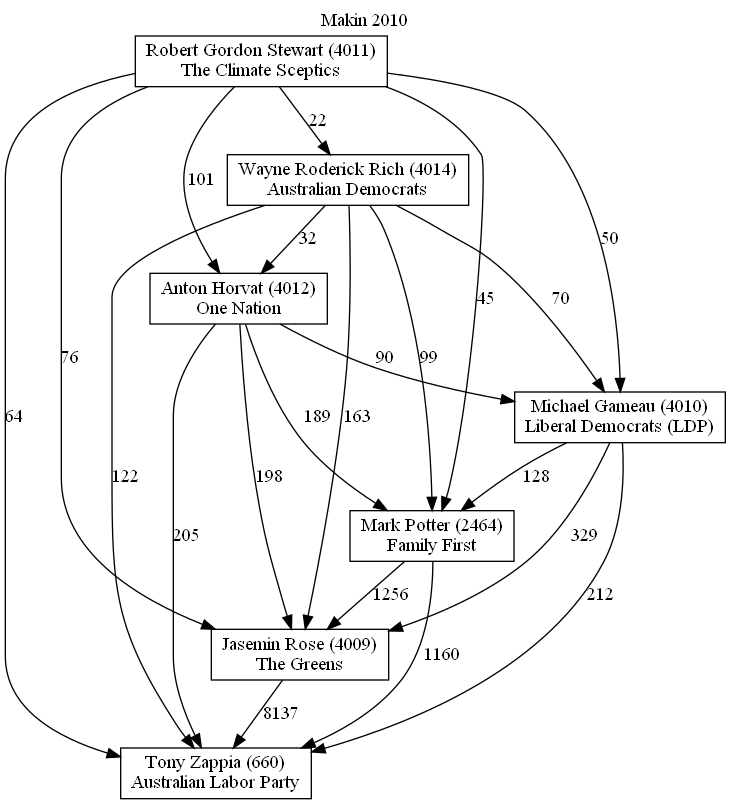 Makin 2010
Robert Gordon Stewart (4011)
The Climate Sceptics
22
Wayne Roderick Rich (4014)
Australian Democrats
101
50
32
Anton Horvat (4012)
One Nation
45
70
76
90
99
64
189
163
Michael Gameau (4010)
Liberal Democrats (LDP)
122
198
128
205
Mark Potter (2464)
Family First
329
1256
212
Jasemin Rose (4009)
The Greens
1160
8137
Tony Zappia (660)
Australian Labor Party